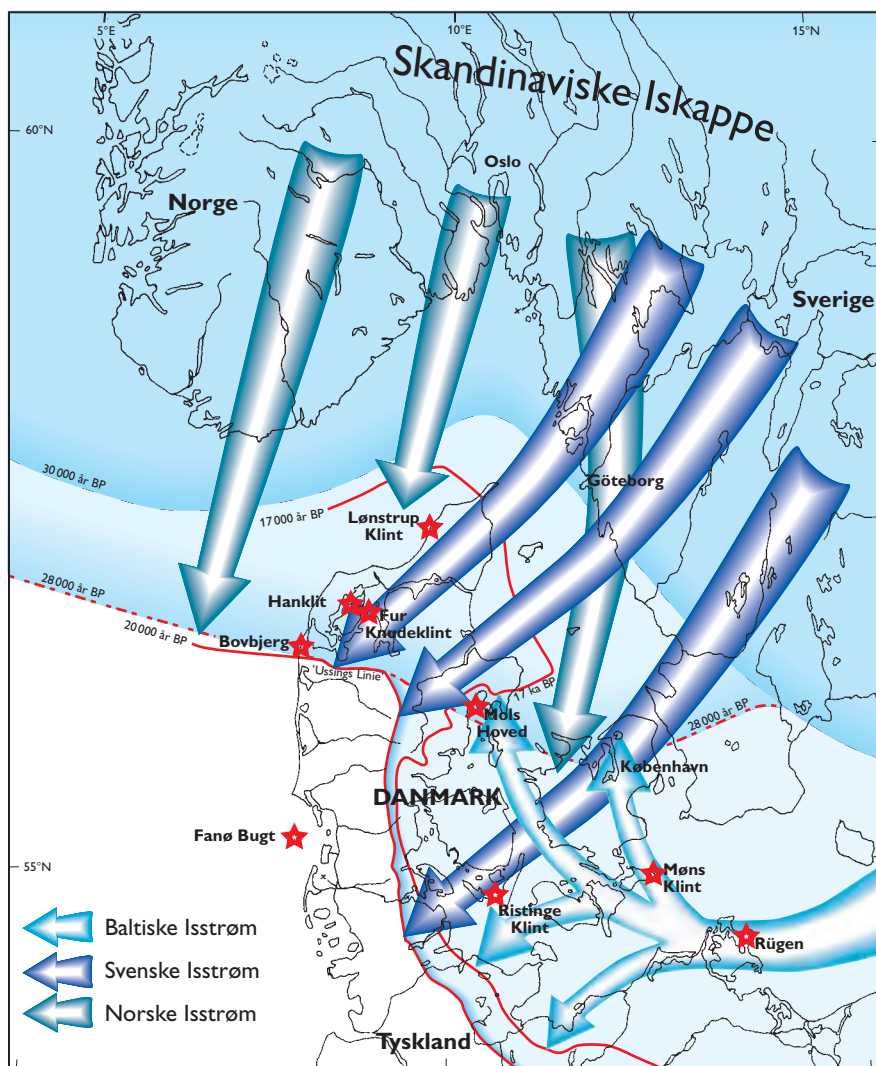 5°E
10°E
15°N
Skandinaviske Iskappe
60°N
Oslo
Norge
Sverige
30 000 år BP
17 000 år BP
Göteborg
Lønstrup
Klint
28 000 år BP
Hanklit
Fur
Knudeklint
20 000 år BP
Bovbjerg
'Ussings Linie'
17 ka BP
Mols
Hoved
28 000 år BP
København
DANMARK
Fanø Bugt
55°N
Møns
Klint
Ristinge
Klint
Rügen
Baltiske Isstrøm
Svenske Isstrøm
Norske Isstrøm
Tyskland